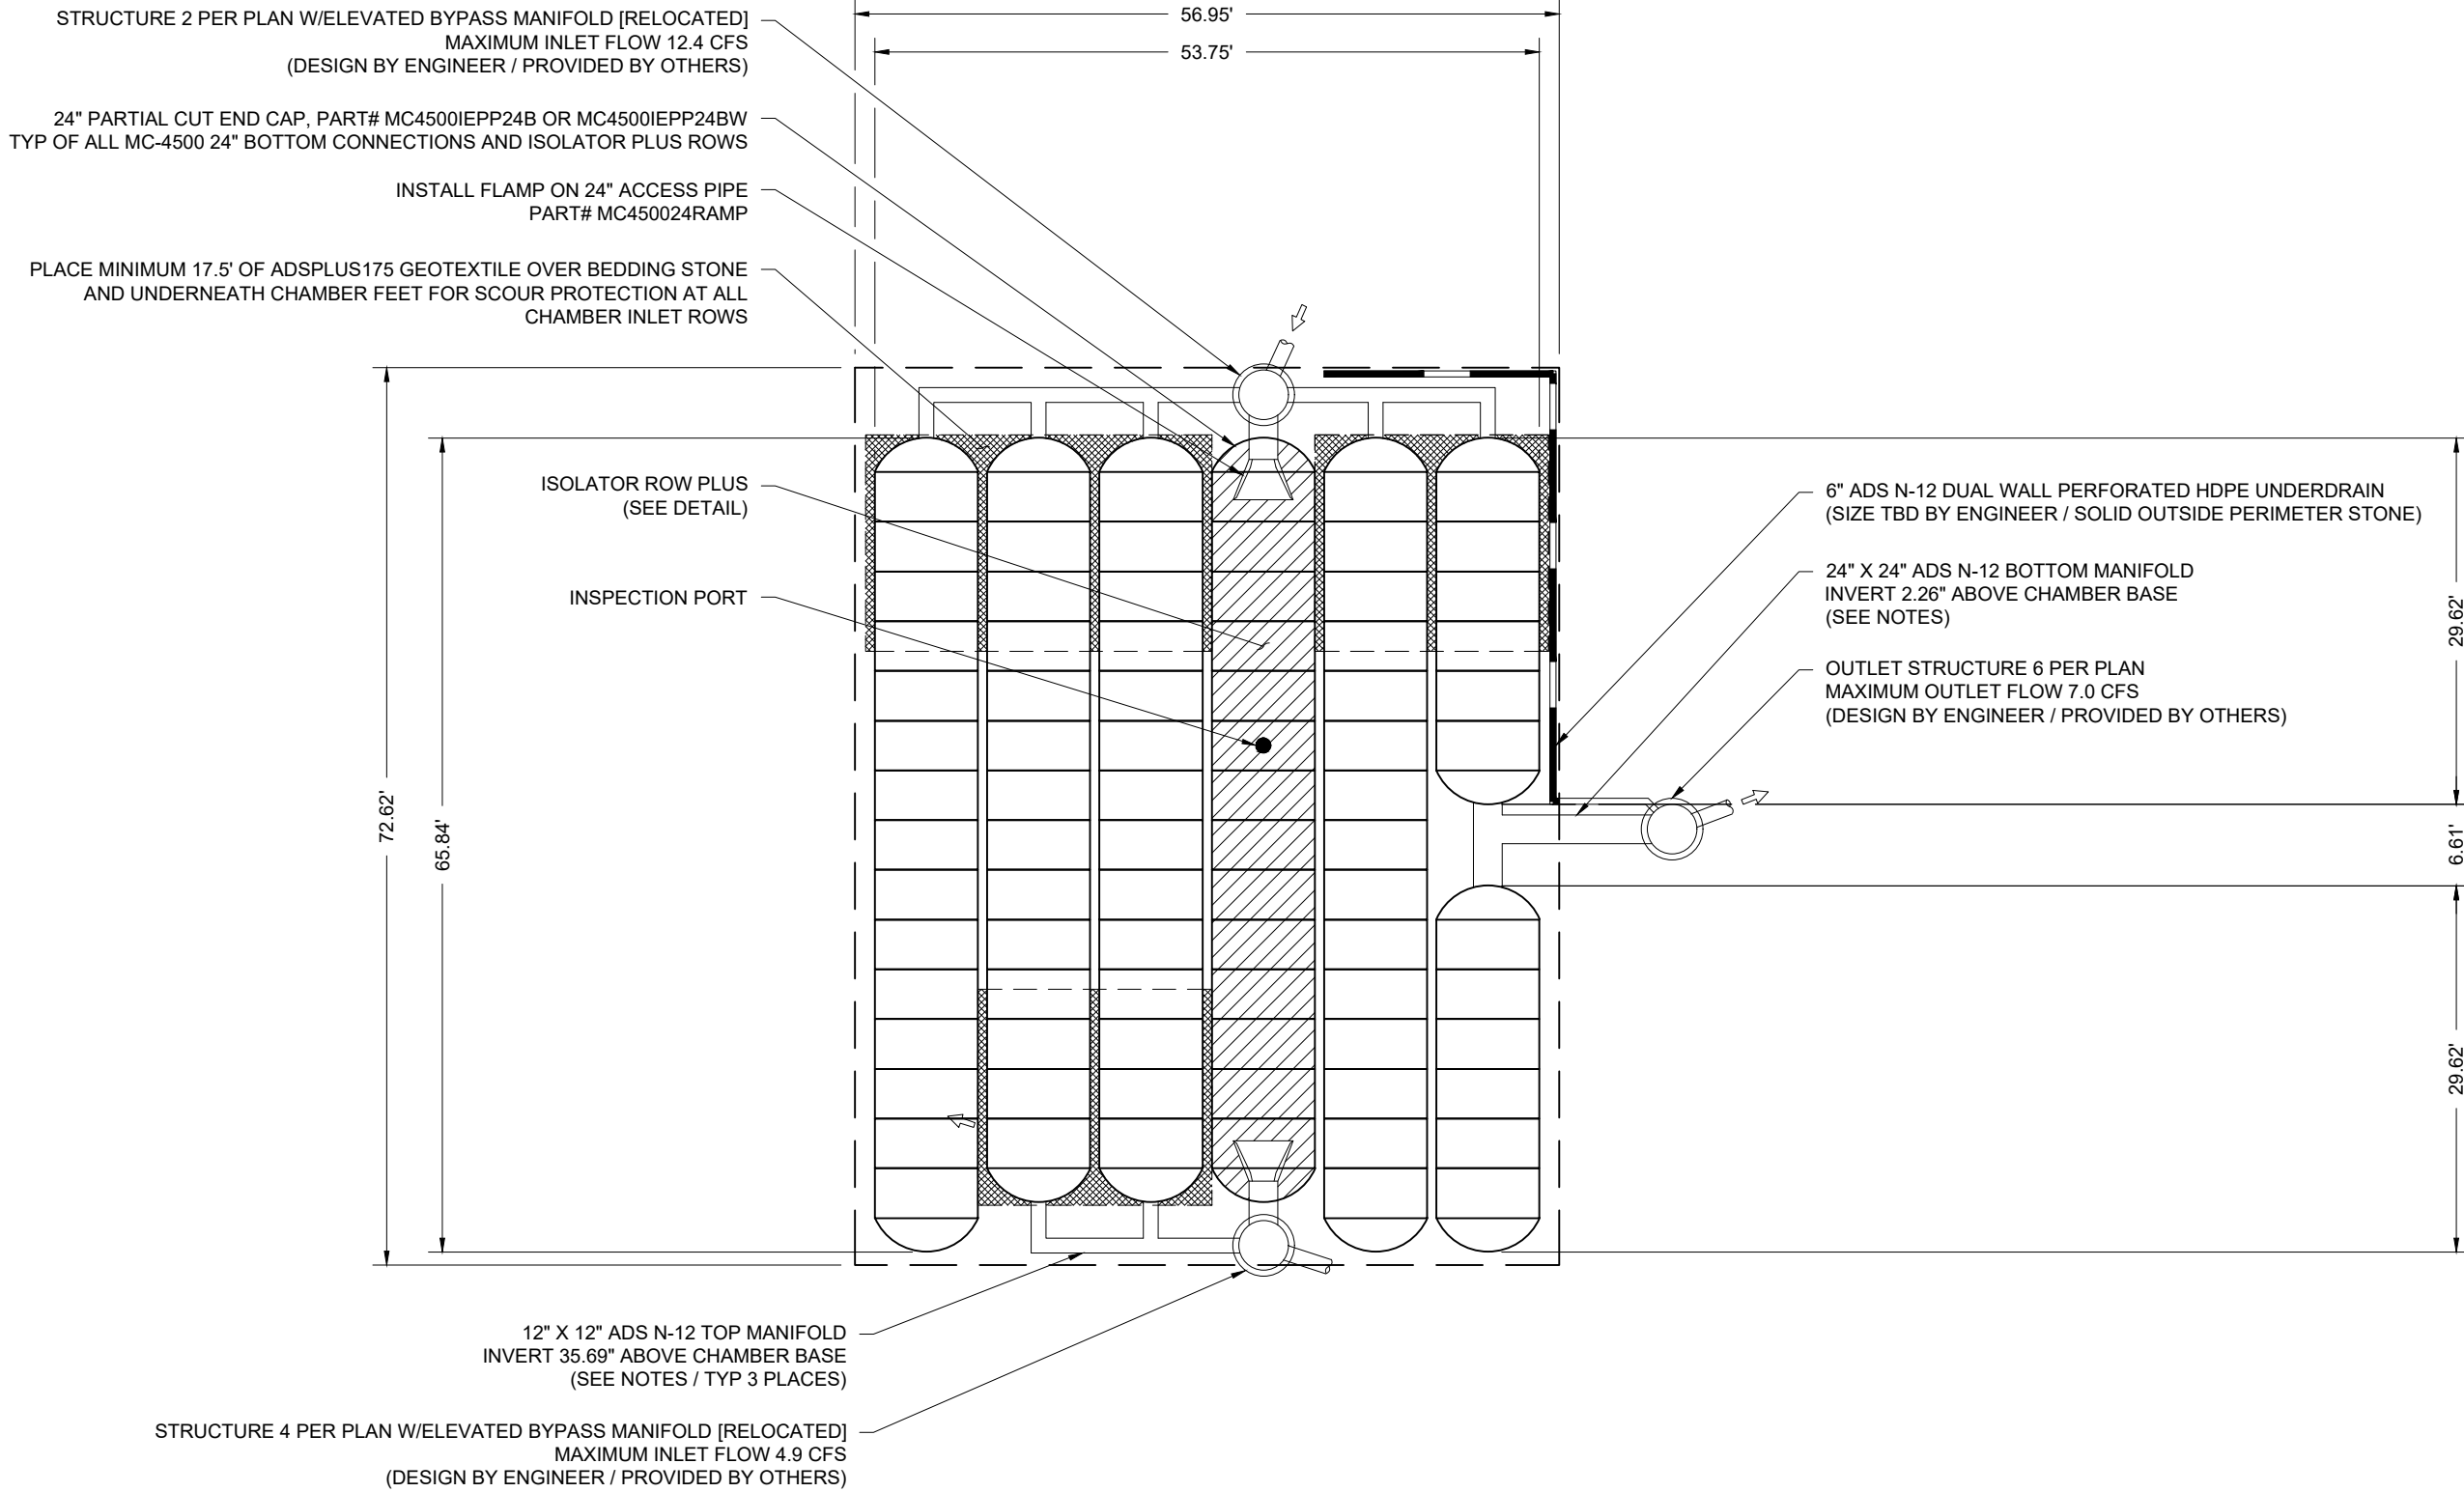 STRUCTURE 2 PER PLAN W/ELEVATED BYPASS MANIFOLD [RELOCATED]
MAXIMUM INLET FLOW 12.4 CFS
(DESIGN BY ENGINEER / PROVIDED BY OTHERS)
24" PARTIAL CUT END CAP, PART# MC4500IEPP24B OR MC4500IEPP24BW
TYP OF ALL MC-4500 24" BOTTOM CONNECTIONS AND ISOLATOR PLUS ROWS
INSTALL FLAMP ON 24" ACCESS PIPE
PART# MC450024RAMP
PLACE MINIMUM 17.5' OF ADSPLUS175 GEOTEXTILE OVER BEDDING STONE
AND UNDERNEATH CHAMBER FEET FOR SCOUR PROTECTION AT ALL
CHAMBER INLET ROWS
ISOLATOR ROW PLUS
(SEE DETAIL)
INSPECTION PORT
56.95'
53.75'
72.62'
65.84'
6" ADS N-12 DUAL WALL PERFORATED HDPE UNDERDRAIN
(SIZE TBD BY ENGINEER / SOLID OUTSIDE PERIMETER STONE)
24" X 24" ADS N-12 BOTTOM MANIFOLD
INVERT 2.26" ABOVE CHAMBER BASE
(SEE NOTES)
OUTLET STRUCTURE 6 PER PLAN
MAXIMUM OUTLET FLOW 7.0 CFS
(DESIGN BY ENGINEER / PROVIDED BY OTHERS)
29.62'
6.61'
29.62'
12" X 12" ADS N-12 TOP MANIFOLD
INVERT 35.69" ABOVE CHAMBER BASE
(SEE NOTES / TYP 3 PLACES)
STRUCTURE 4 PER PLAN W/ELEVATED BYPASS MANIFOLD [RELOCATED]
MAXIMUM INLET FLOW 4.9 CFS
(DESIGN BY ENGINEER / PROVIDED BY OTHERS)